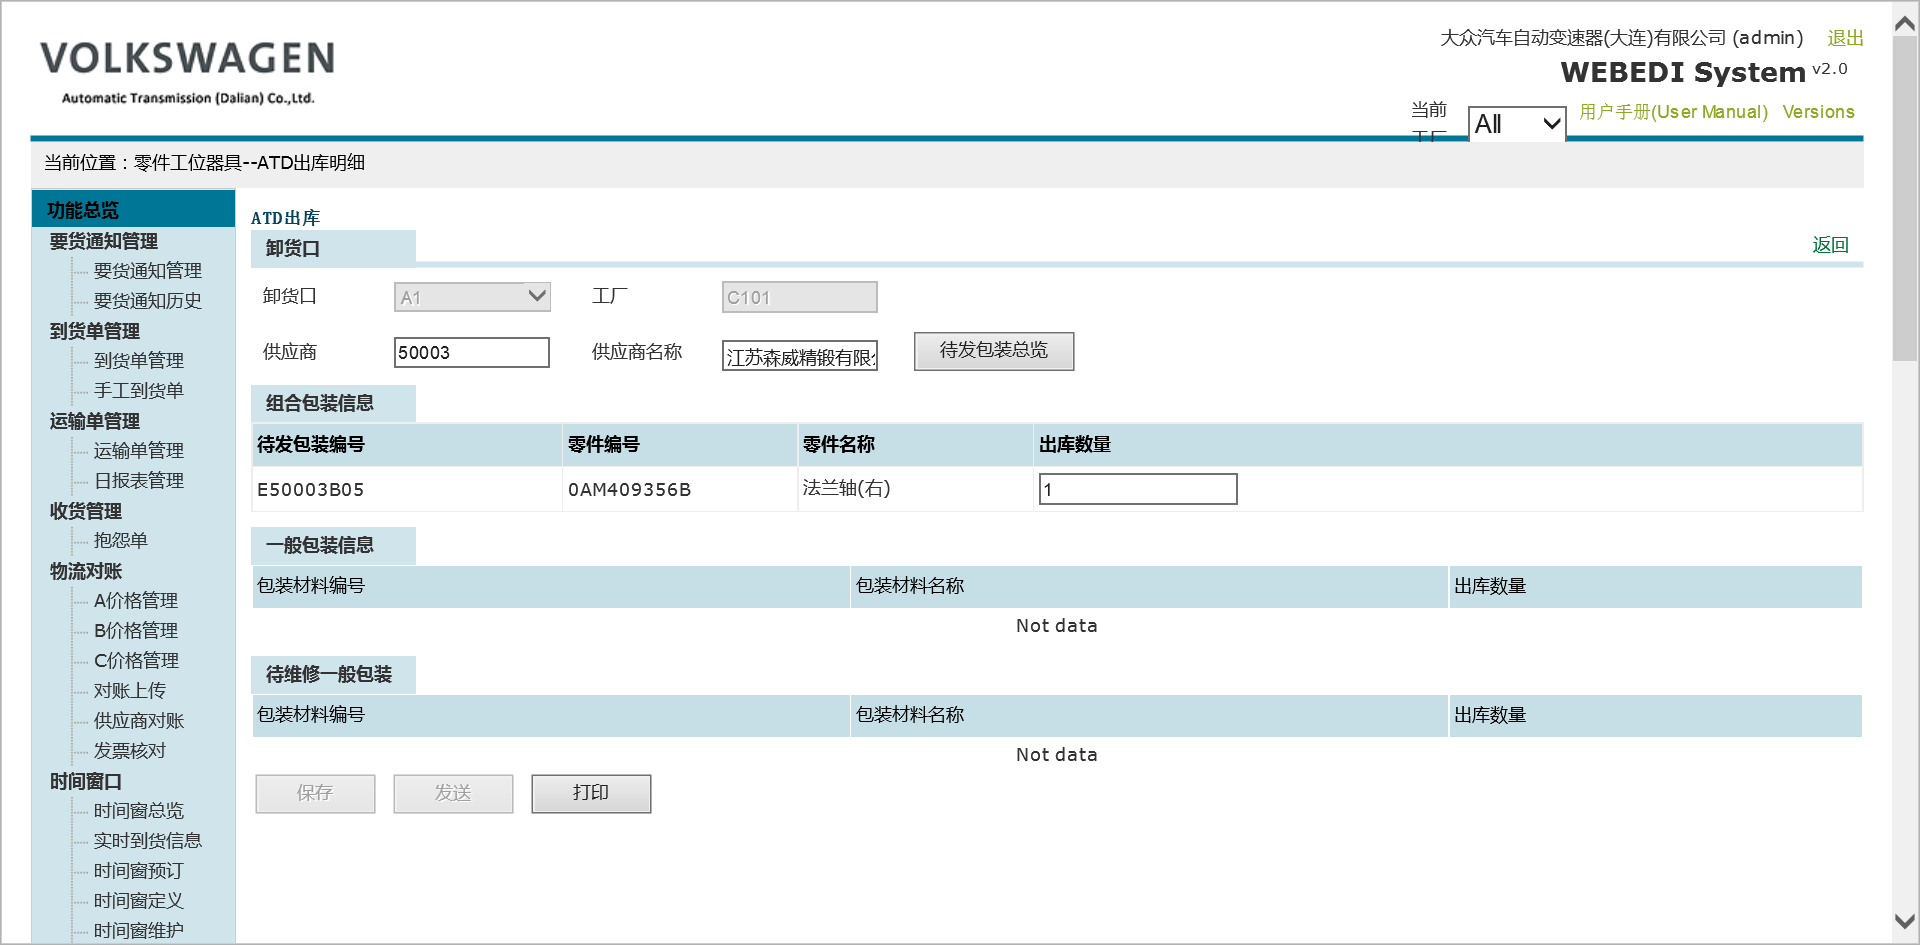 VOLKSWAGEN
Automatic Transmission (Dalian) Co.,Ltd.
大众汽车自动变速器(大连)有限公司 (admin) 退出
WEBEDI System v2.0
当前工厂 All 用户手册(User Manual) Versions
当前位置：零件工位器具--ATD出库明细
功能总览
要货通知管理
要货通知管理
要货通知历史
到货单管理
到货单管理
手工到货单
运输单管理
运输单管理
日报表管理
收货管理
抱怨单
物流对账
A价格管理
B价格管理
C价格管理
对账上传
供应商对账
发票核对
时间窗口
时间窗总览
实时到货信息
时间窗预订
时间窗定义
时间窗维护
ATD出库
卸货口 返回
卸货口 A1 工厂 C101
供应商 50003 供应商名称 江苏森威精锻有限 待发包装总览
组合包装信息
待发包装编号 零件编号 零件名称 出库数量
E50003B05 0AM409356B 法兰轴(右) 1
一般包装信息
包装材料编号 包装材料名称 出库数量
Not data
待维修一般包装
包装材料编号 包装材料名称 出库数量
Not data
保存 发送 打印